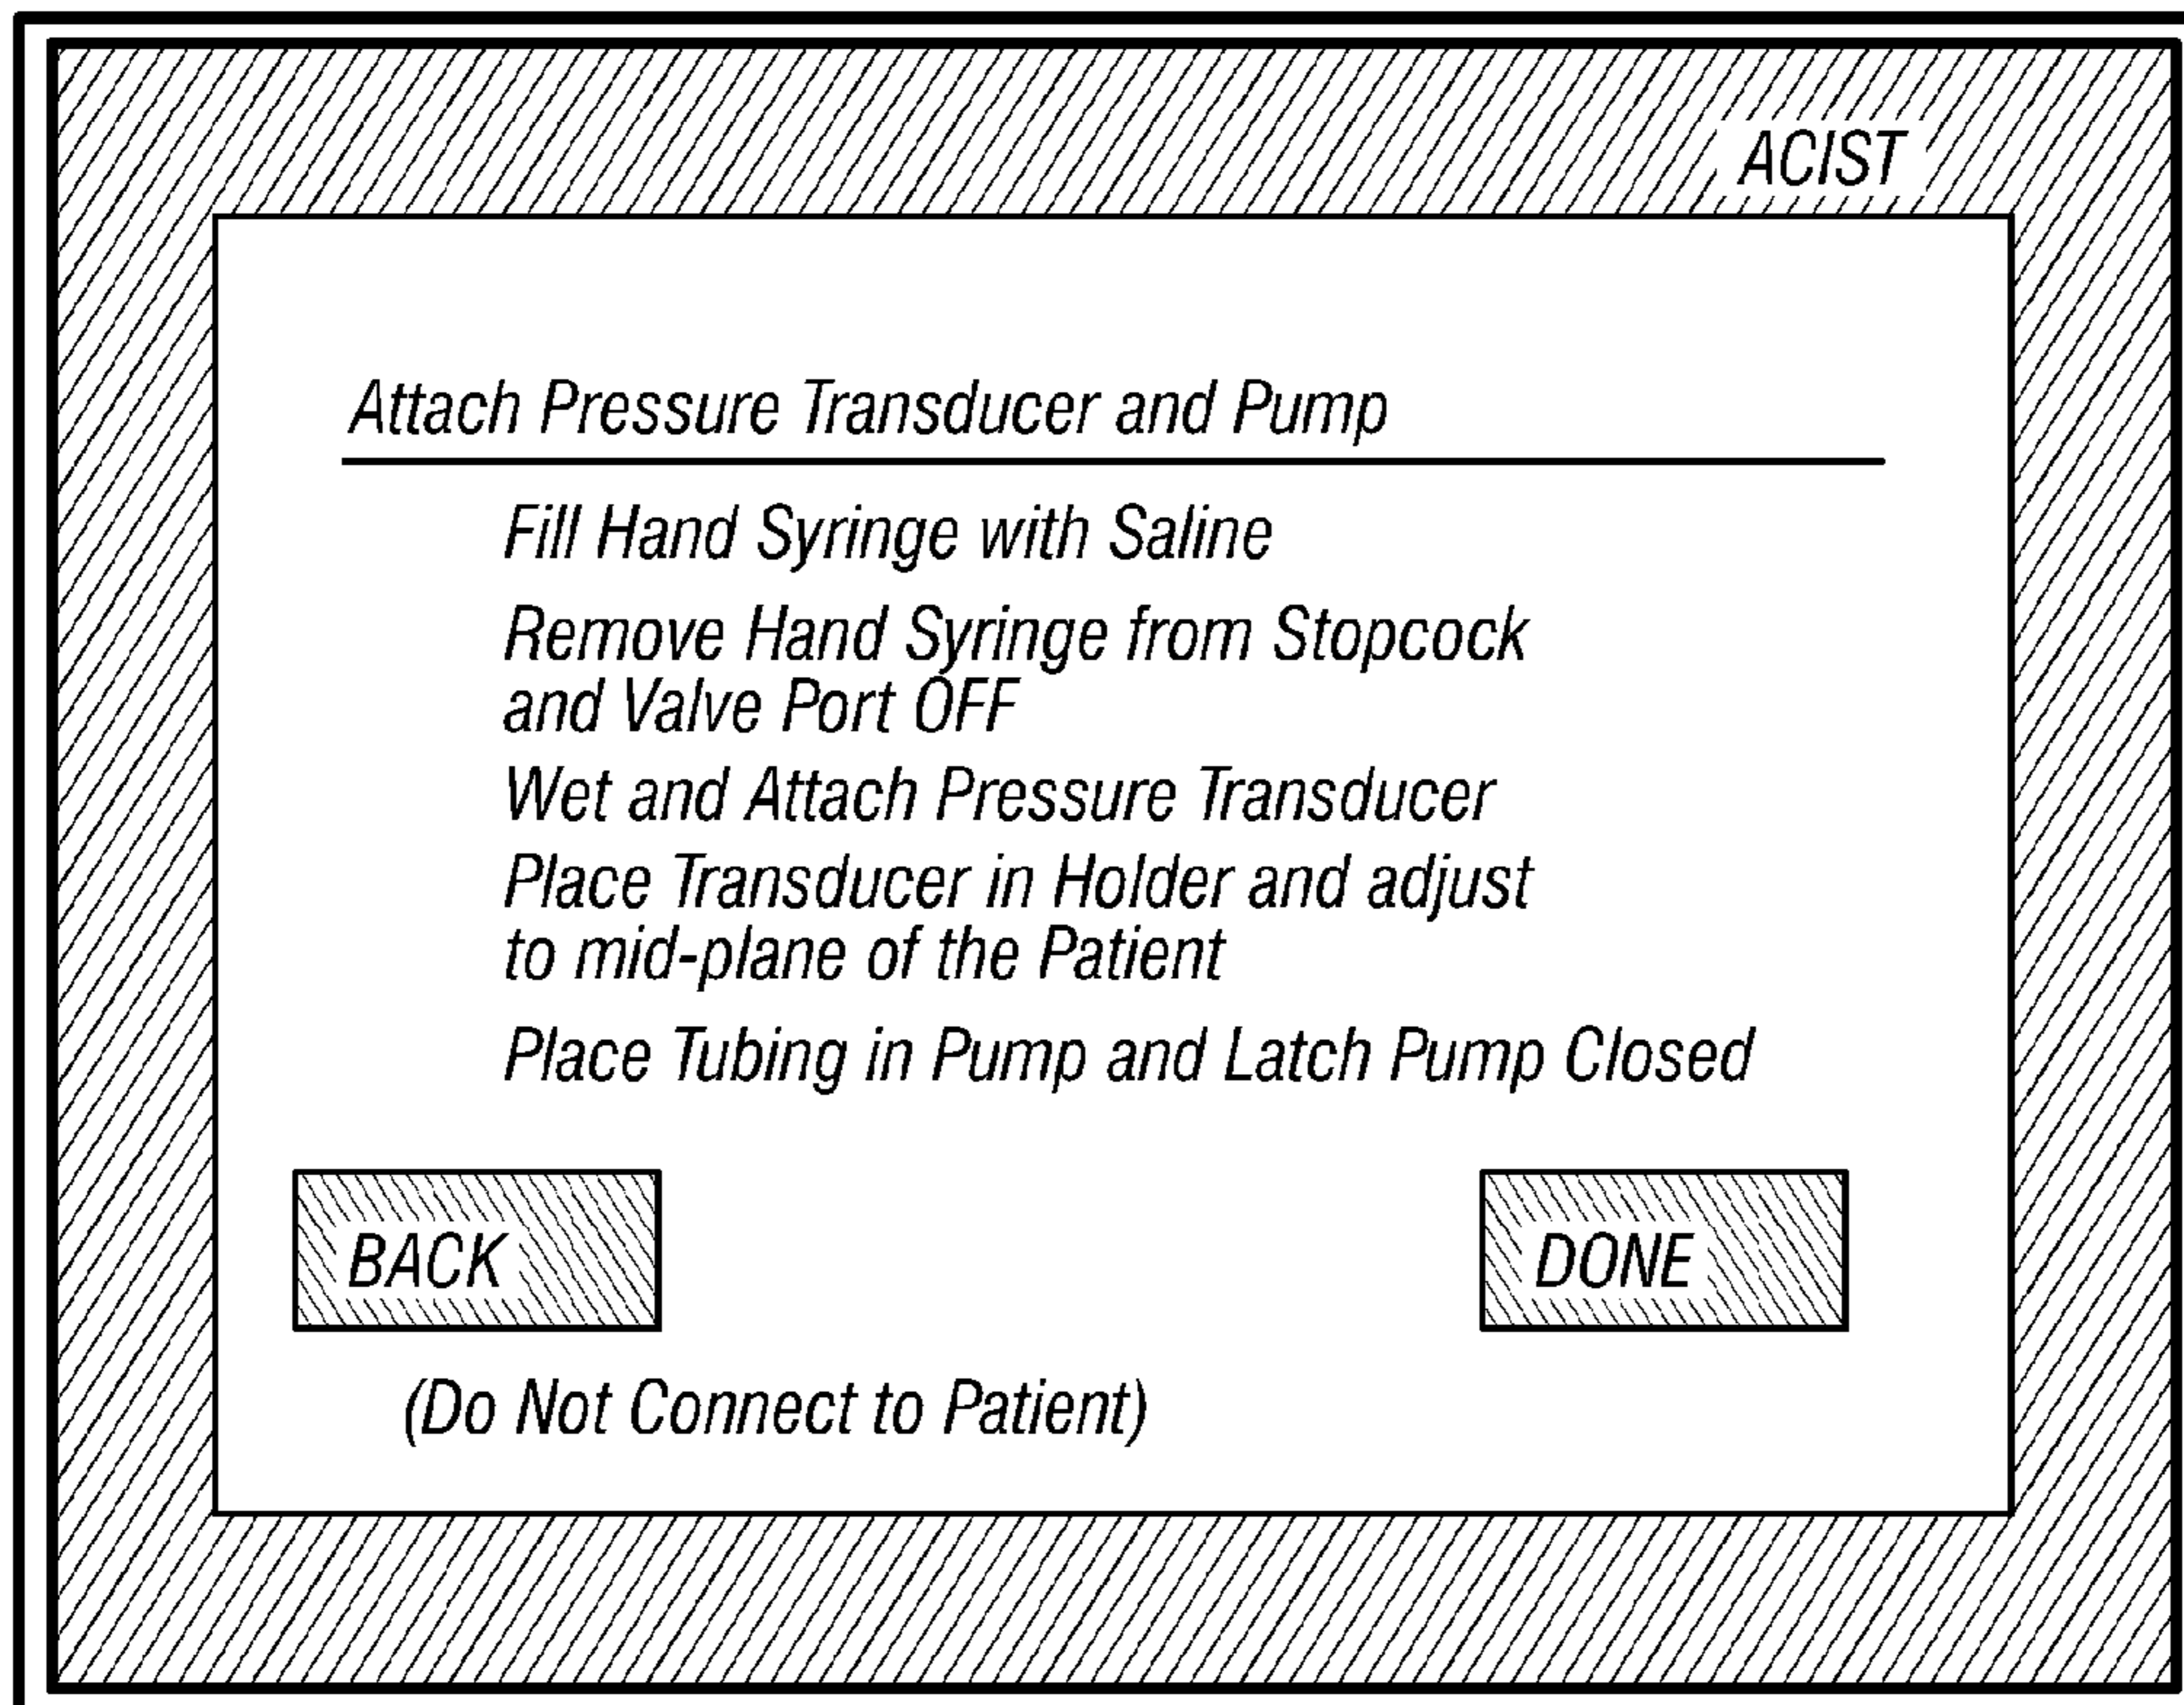 ACIST
Attach Pressure Transducer and Pump
Fill Hand Syringe with Saline
Remove Hand Syringe from Stopcock
and Valve Port OFF
Wet and Attach Pressure Transducer
Place Transducer in Holder and adjust
to mid-plane of the Patient
Place Tubing in Pump and Latch Pump Closed
BACK
DONE
(Do Not Connect to Patient)